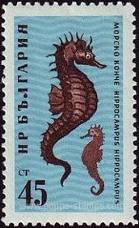 НР БЪЛГАРИЯ
МОРСКО КОНЧЕ HIPPOCAMPUS HIPPOCAMPUS
СТ
45